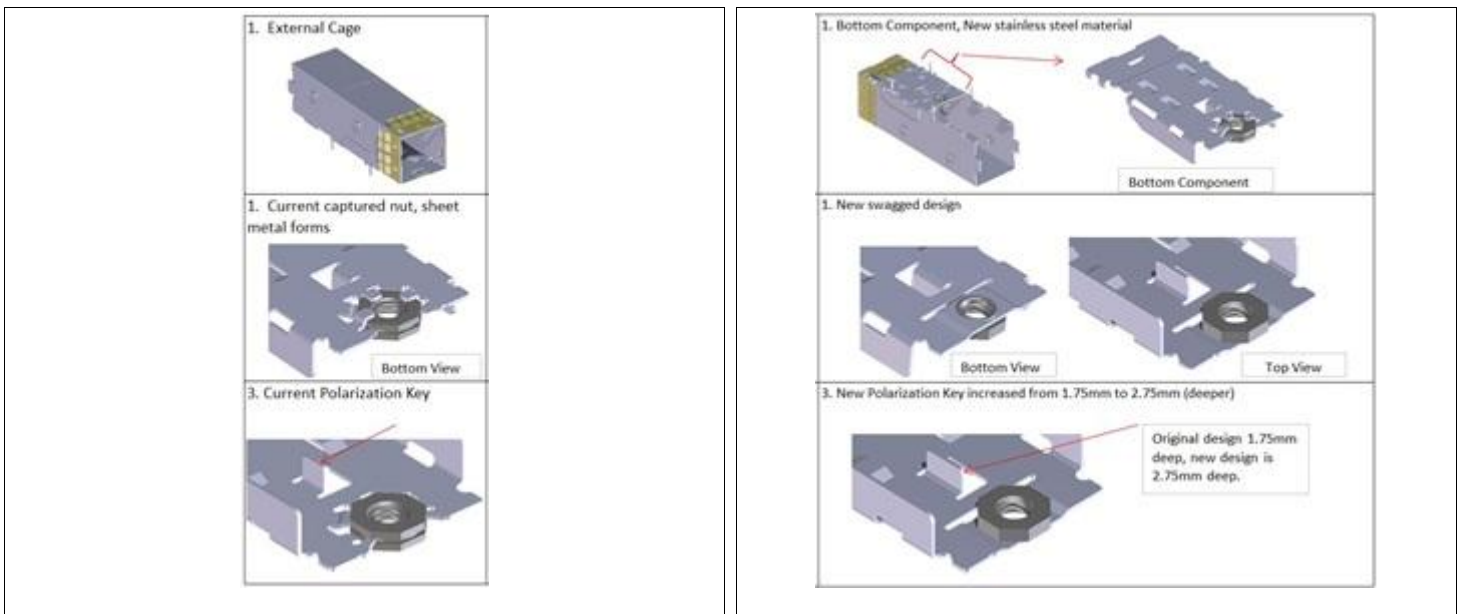 1. External Cage
1. Current captured nut, sheet
metal forms
Bottom View
3. Current Polarization Key
1. Bottom Component, New stainless steel material
Bottom Component
1. New swagged design
Bottom View
Top View
3. New Polarization Key increased from 1.75mm to 2.75mm (deeper)
Original design 1.75mm
deep, new design is
2.75mm deep.